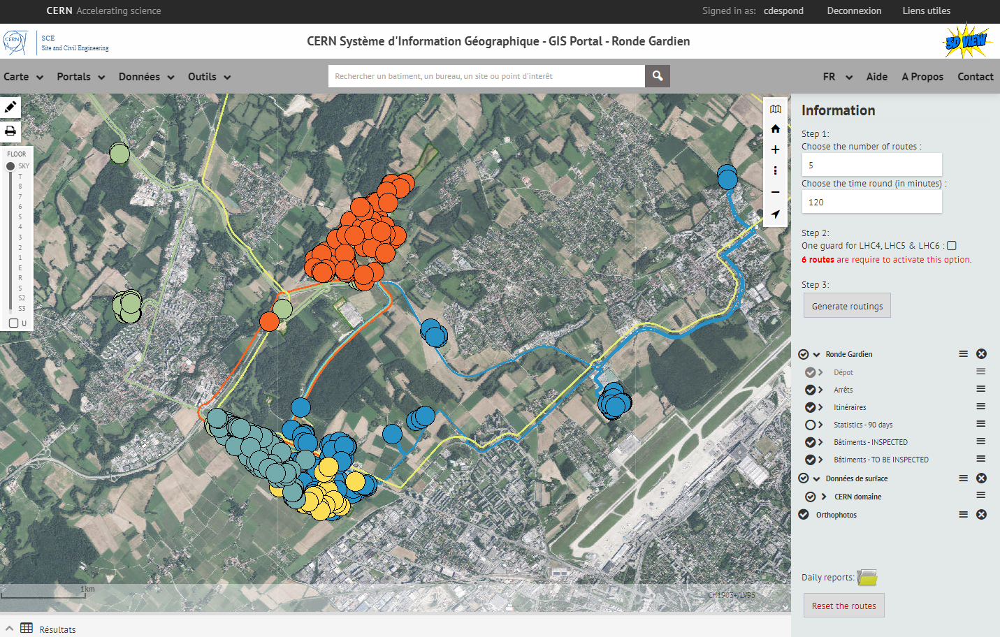 CERN Accelerating science
Signed in as: cdespond Deconnexion Liens utiles
CERN
SCE
Site and Civil Engineering
CERN Système d'Information Géographique - GIS Portal - Ronde Gardien
3D VIEW
Carte Portals Données Outils
Rechercher un batiment, un bureau, un site ou point d'interêt
FR Aide A Propos Contact
FLOOR
SKY
T
8
7
6
5
4
3
2
1
E
R
S
S2
S3
U
1km
CH1903+/LV95
Résultats
Information
Step 1:
Choose the number of routes :
5
Choose the time round (in minutes) :
120
Step 2:
One guard for LHC4, LHC5 & LHC6 :
6 routes are require to activate this option.
Step 3:
Generate routings
Ronde Gardien
Dépot
Arrêts
Itinéraires
Statistics - 90 days
Bâtiments - INSPECTED
Bâtiments - TO BE INSPECTED
Données de surface
CERN domaine
Orthophotos
Daily reports:
Reset the routes